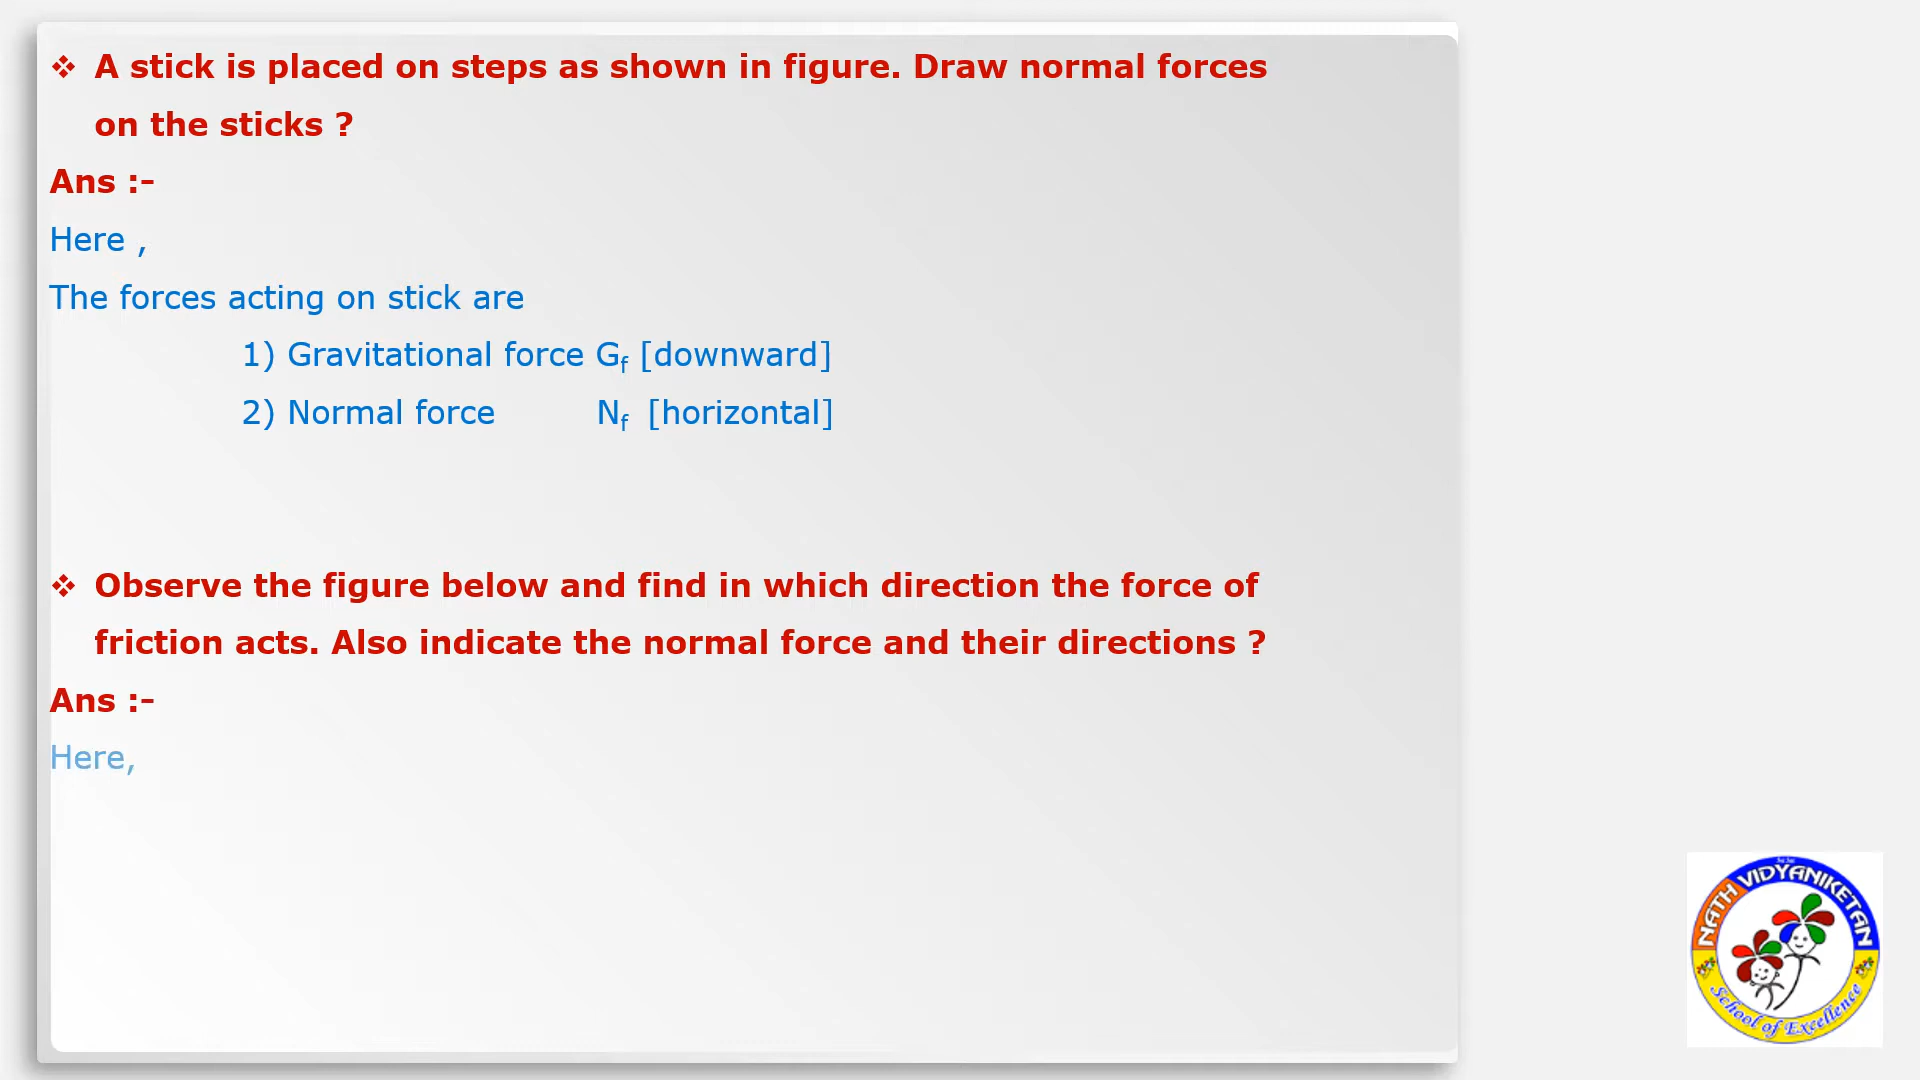 ❖ A stick is placed on steps as shown in figure. Draw normal forces
on the sticks ?
Ans :–
Here ,
The forces acting on stick are
1) Gravitational force Gf [downward]
2) Normal force Nf [horizontal]
❖ Observe the figure below and find in which direction the force of
friction acts. Also indicate the normal force and their directions ?
Ans :–
Here,
NATH VIDYANIKETAN
School of Excellence